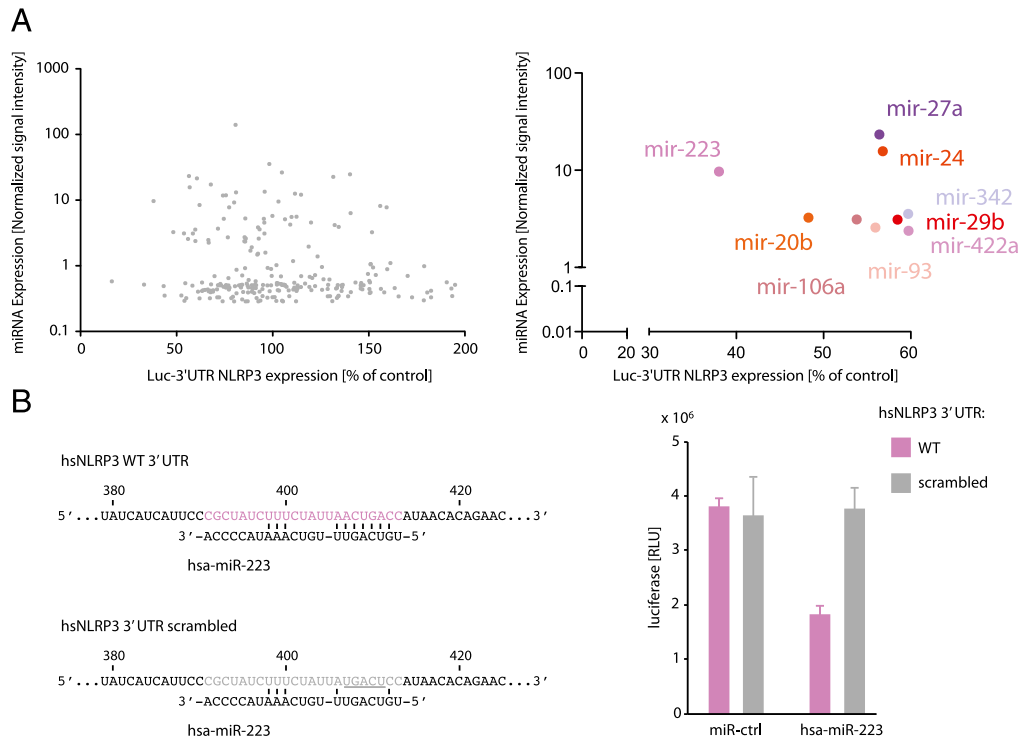 A
miRNA Expression [Normalized signal intensity]
1000
100
10
1
0.1
0
50
100
150
200
Luc-3'UTR NLRP3 expression [% of control]
miRNA Expression [Normalized signal intensity]
100
10
1
0.1
0.01
0
20
30
40
50
60
Luc-3'UTR NLRP3 expression [% of control]
mir-27a
mir-223
mir-24
mir-342
mir-20b
mir-29b
mir-422a
mir-93
mir-106a
B
hsNLRP3 WT 3' UTR
380 400 420
5'...UAUCAUCAUUCCCGCUAUCUUUCUAUUAACUGACCAUAACACAGAAC...3'
3'-ACCCCAUAAACUGU-UUGACUGU-5'
hsa-miR-223
hsNLRP3 3' UTR scrambled
380 400 420
5'...UAUCAUCAUUCCCGCUAUCUUUCUAUUAUGACUCCAUAACACAGAAC...3'
3'-ACCCCAUAAACUGU-UUGACUGU-5'
hsa-miR-223
hsNLRP3 3' UTR:
WT
scrambled
x 10⁶
luciferase [RLU]
5
4
3
2
1
0
miR-ctrl
hsa-miR-223